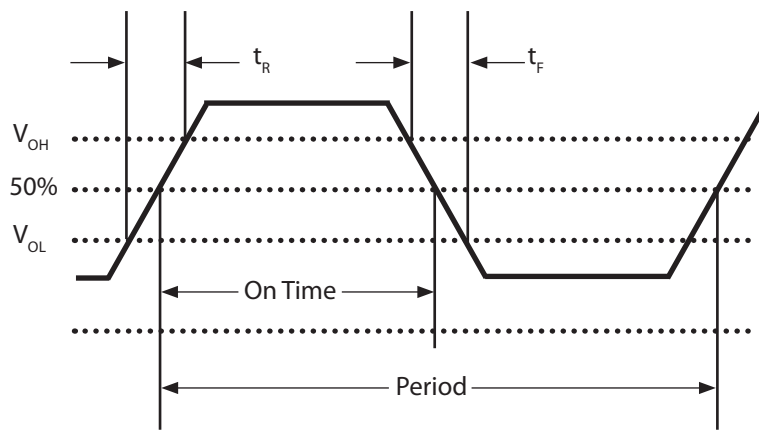 t_R
t_F
V_OH
50%
V_OL
On Time
Period